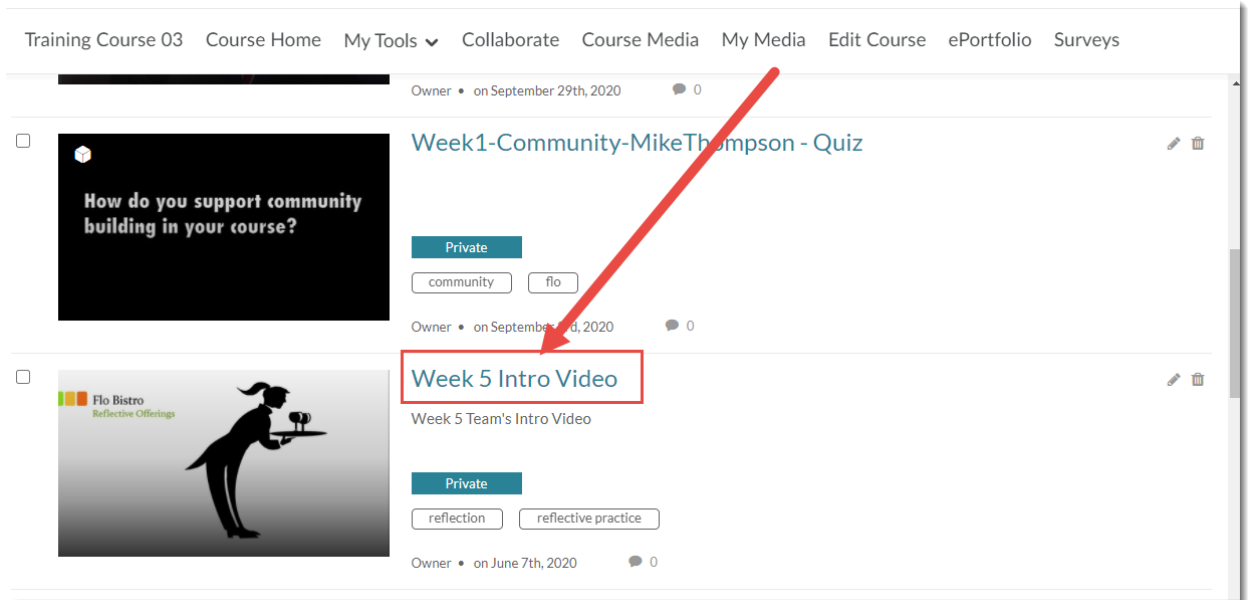 Training Course 03 Course Home My Tools Collaborate Course Media My Media Edit Course ePortfolio Surveys
Owner • on September 29th, 2020 0
Week1-Community-MikeThompson - Quiz
How do you support community
building in your course?
Private
community flo
Owner • on September d, 2020 0
Week 5 Intro Video
Flo Bistro
Reflective Offerings
Week 5 Team's Intro Video
Private
reflection reflective practice
Owner • on June 7th, 2020 0